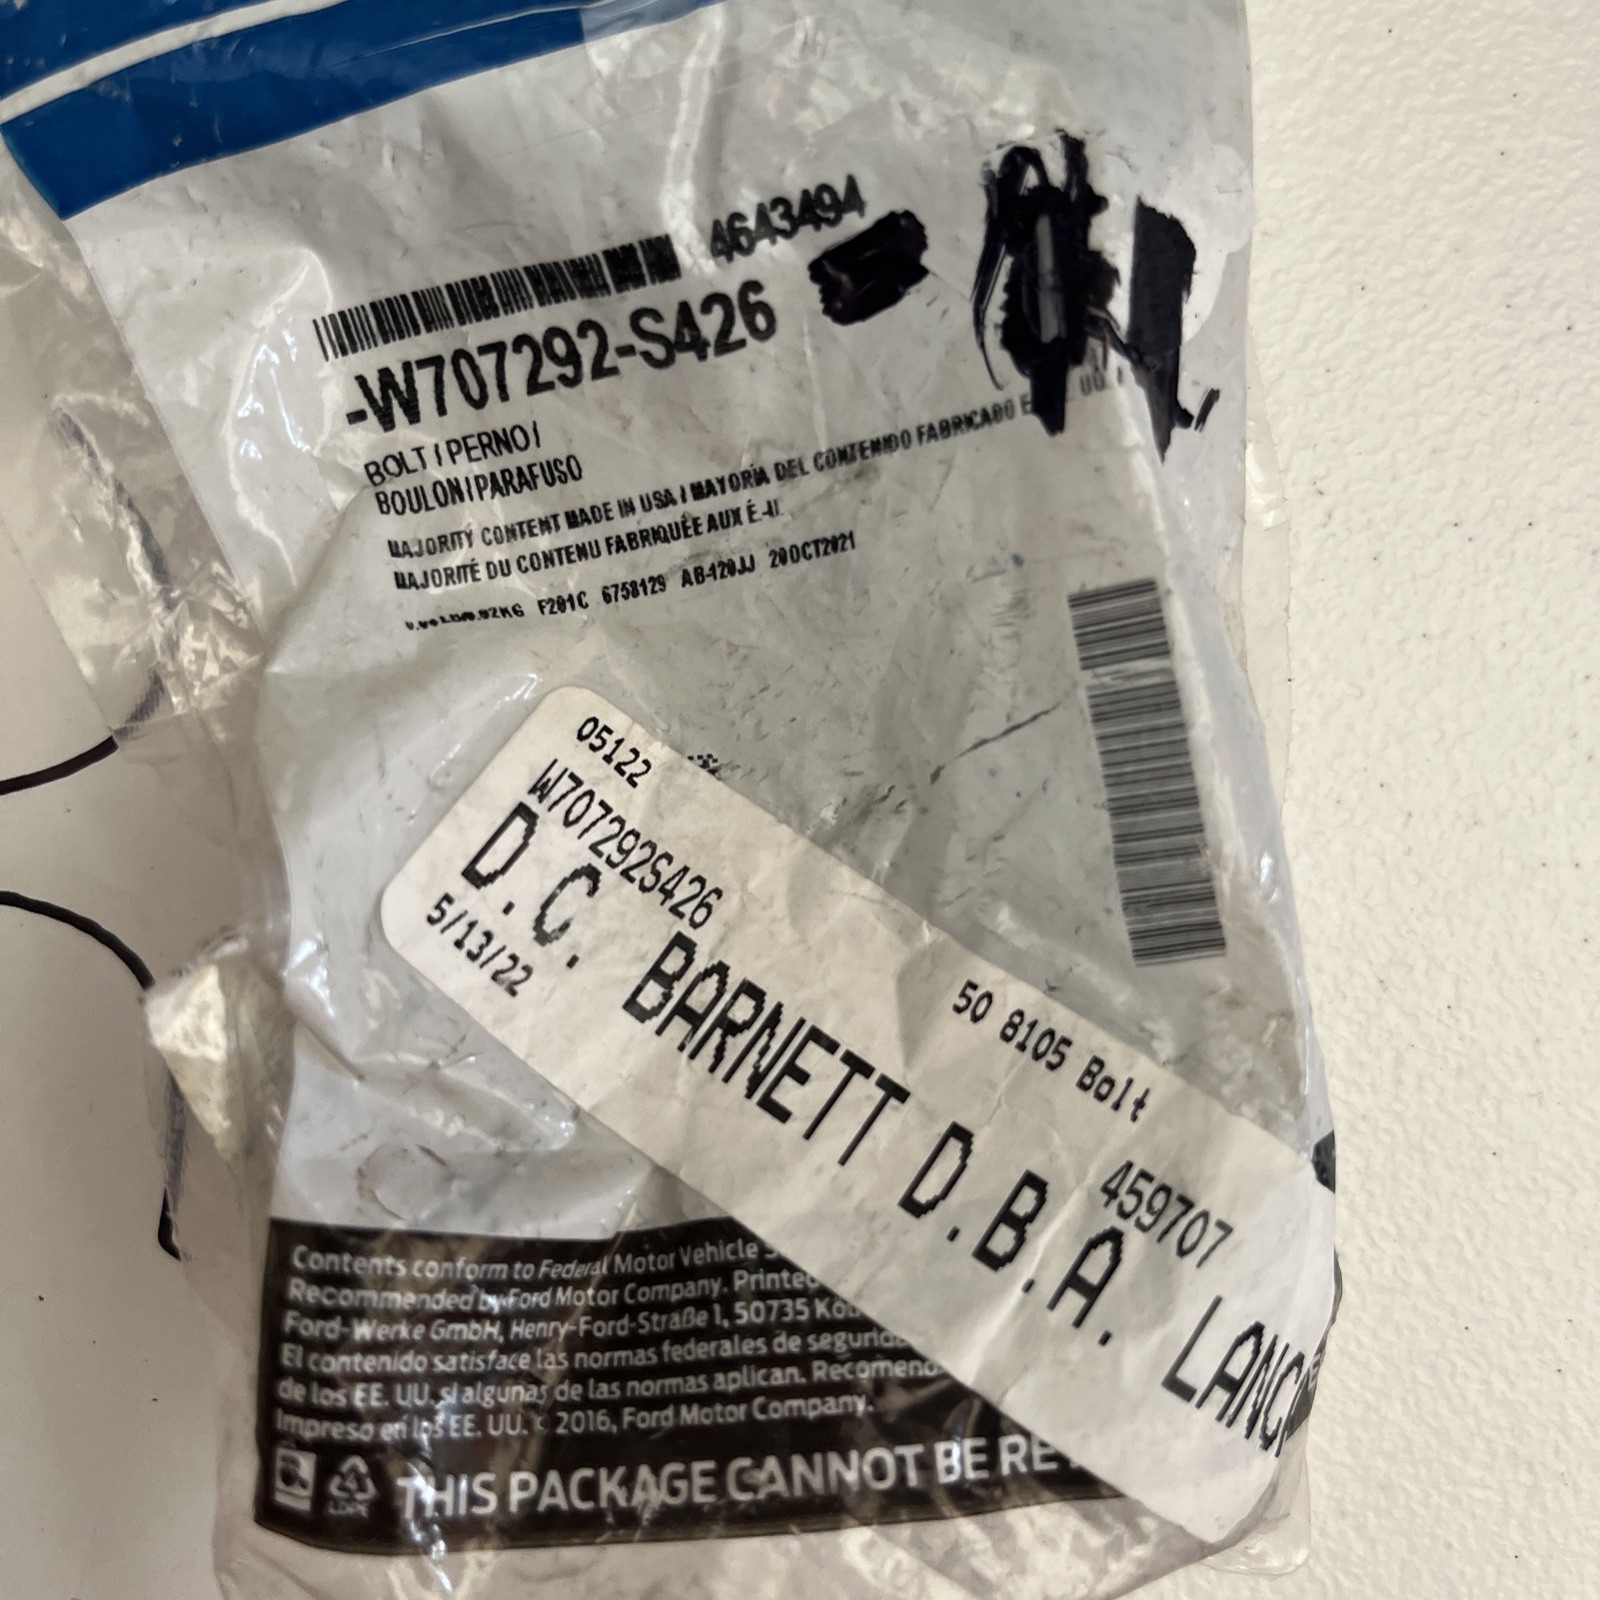 4643494
-W707292-S426
BOLT / PERNO /
BOULON / PARAFUSO
MAJORITY CONTENT MADE IN USA / MAYORÍA DEL CONTENIDO FABRICADO
MAJORITÉ DU CONTENU FABRIQUÉE AUX
F201C 6758129 AB-120JJ 20OCT2021
05122
W707292S426
50 8105 Bolt
459707
D.C. BARNETT D.B.A. LANC
5/13/22
Contents conform to Federal Motor Vehicle
Recommended by Ford Motor Company. Printed
Ford-Werke GmbH, Henry-Ford-Straße 1, 50735
El contenido satisface las normas federales de
de los EE. UU. si algunas de las normas aplican.
Impreso en los EE. UU. © 2016, Ford Motor Company.
LDPE
THIS PACKAGE CANNOT BE